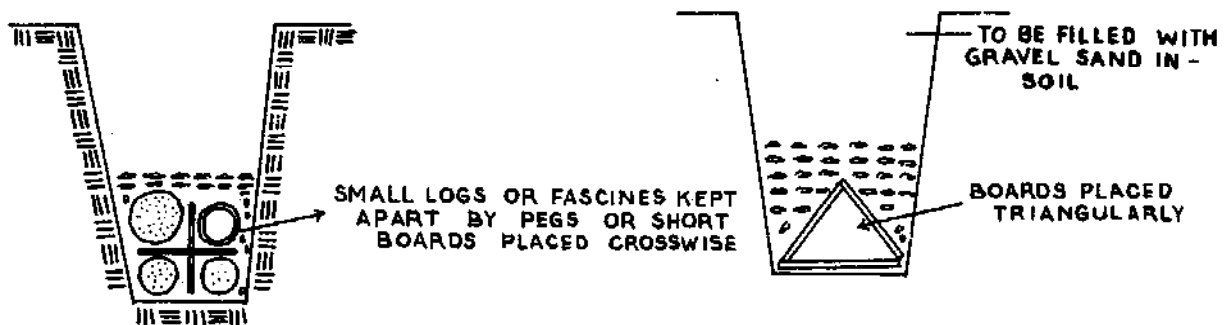 SMALL LOGS OR FASCINES KEPT
APART BY PEGS OR SHORT
BOARDS PLACED CROSSWISE
TO BE FILLED WITH
GRAVEL SAND IN-
SOIL
BOARDS PLACED
TRIANGULARLY